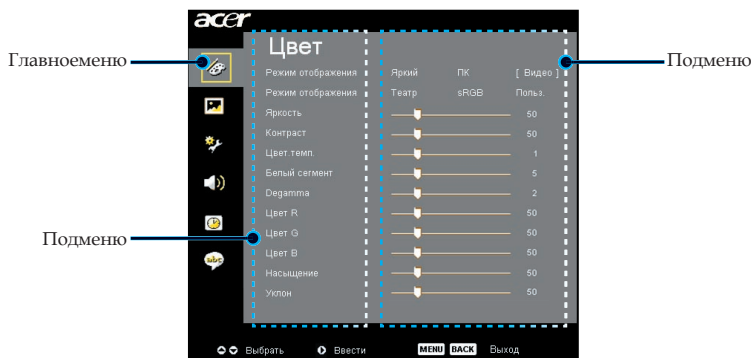 acer
Цвет
Главноеменю
Подменю
Режим отображения Яркий ПК [ Видео ]
Режим отображения Театр sRGB Польз.
Яркость 50
Контраст 50
Цвет темп. 1
Белый сегмент 5
Degamma 2
Цвет R 50
Подменю
Цвет G 50
Цвет B 50
abc
Насыщение 50
Уклон 50
Выбрать Ввести MENU BACK Выход